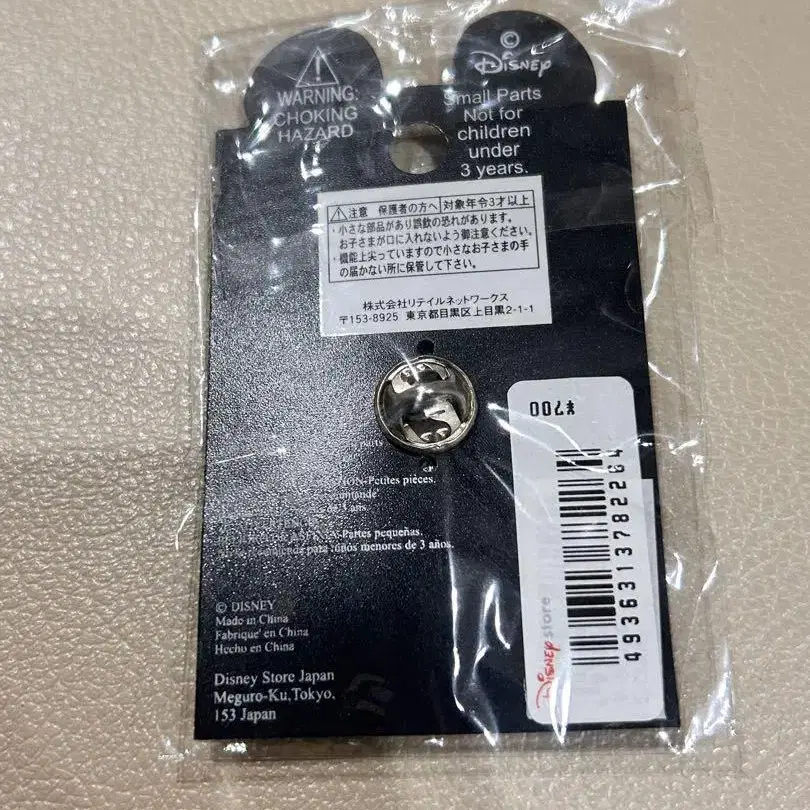 WARNING:
CHOKING
HAZARD
©
Disney
Small Parts
Not for
children
under
3 years.
⚠注意 保護者の方へ 対象年令3才以上
・小さな部品があり誤飲の恐れがあります。
お子さまが口に入れないよう御注意ください。
・機能上尖っていますので小さなお子さまの手
の届かない所に保管して下さい。
株式会社リテイルネットワークス
〒153-8925 東京都目黒区上目黒2-1-1
-Petites pièces.
ans
-Partes pequeñas.
para niños menores de 3 años.
© DISNEY
Made in China
Fabrique' en China
Hecho en China
Disney Store Japan
Meguro-Ku,Tokyo,
153 Japan
¥700
4936313782264
Disney store